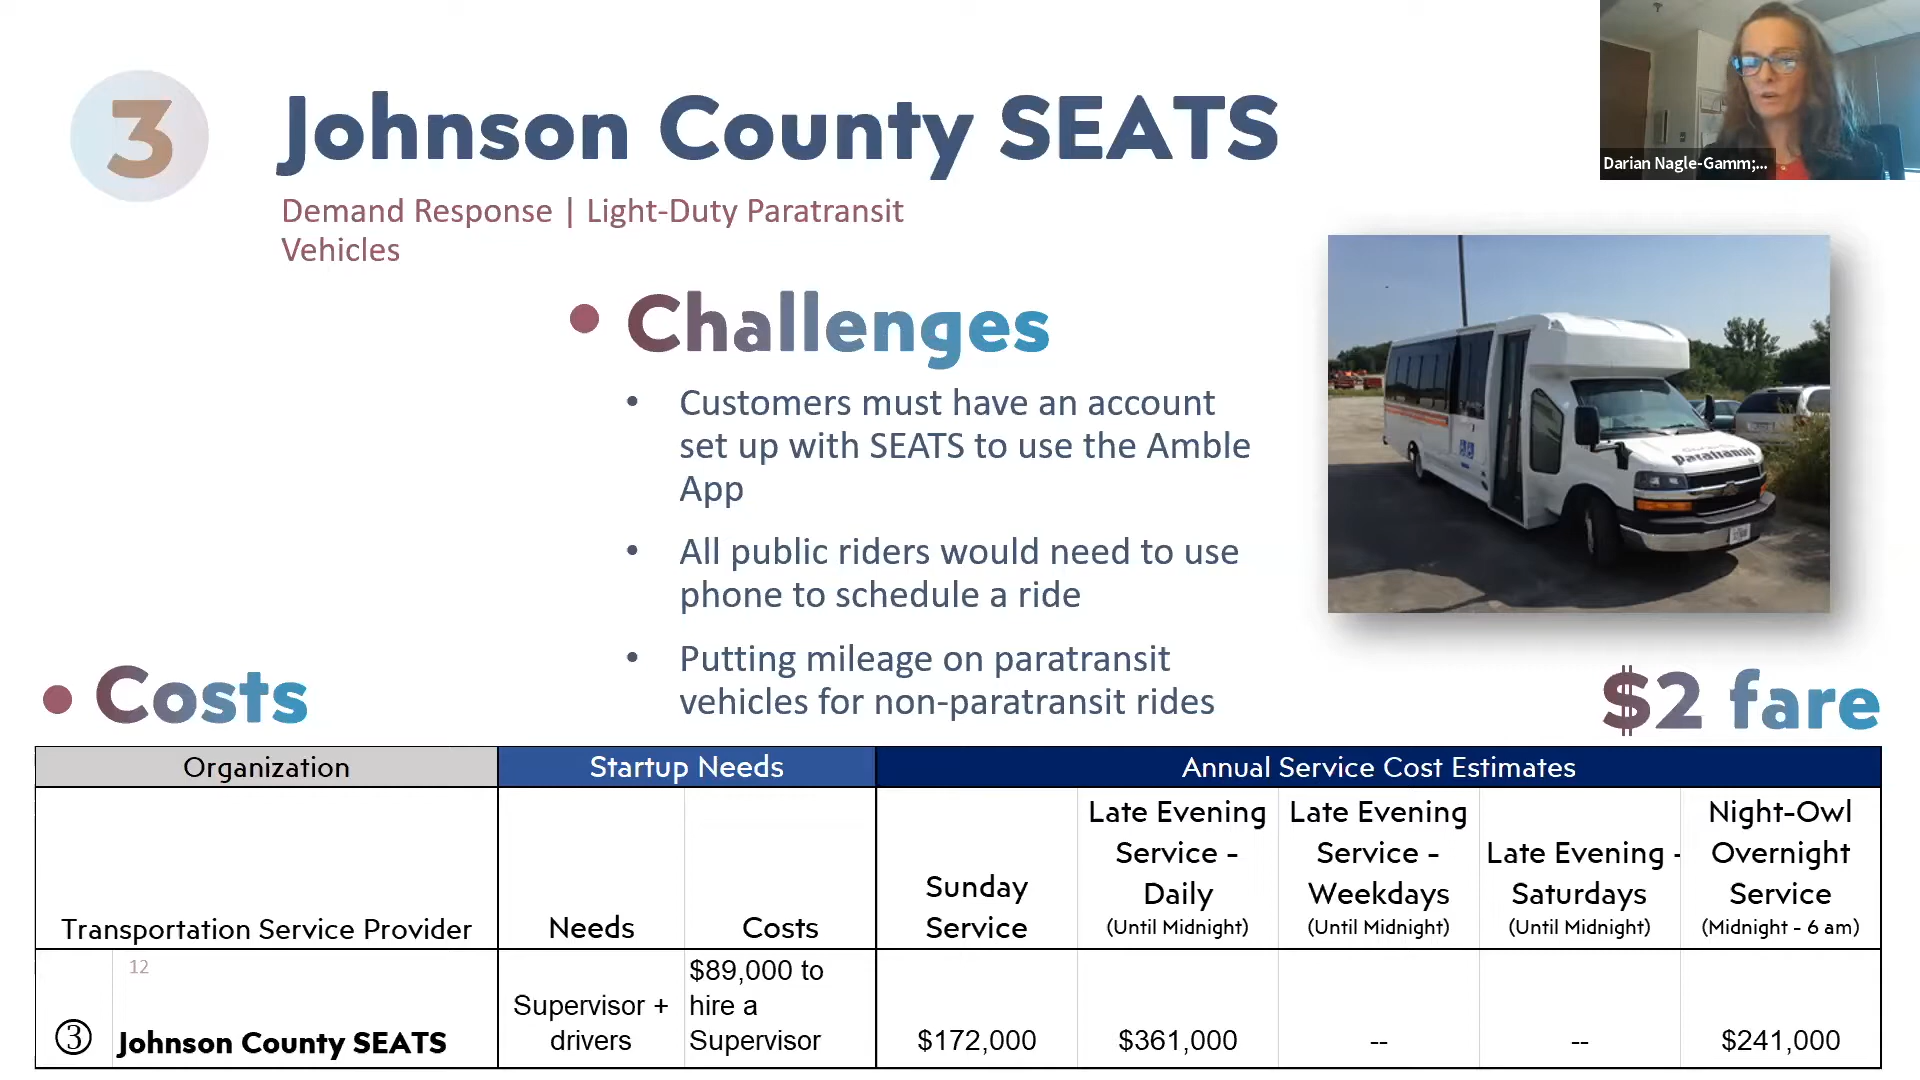 3
Johnson County SEATS
Demand Response | Light-Duty Paratransit
Vehicles
Darian Nagle-Gamm;...
• Challenges
• Customers must have an account
set up with SEATS to use the Amble
App
• All public riders would need to use
phone to schedule a ride
• Putting mileage on paratransit
vehicles for non-paratransit rides
paratransit
• Costs
$2 fare
Organization
Startup Needs
Annual Service Cost Estimates
Transportation Service Provider
Needs
Costs
Sunday
Service
Late Evening
Service -
Daily
(Until Midnight)
Late Evening
Service -
Weekdays
(Until Midnight)
Late Evening -
Saturdays
(Until Midnight)
Night-Owl
Overnight
Service
(Midnight - 6 am)
12
③
Johnson County SEATS
Supervisor +
drivers
$89,000 to
hire a
Supervisor
$172,000
$361,000
--
--
$241,000